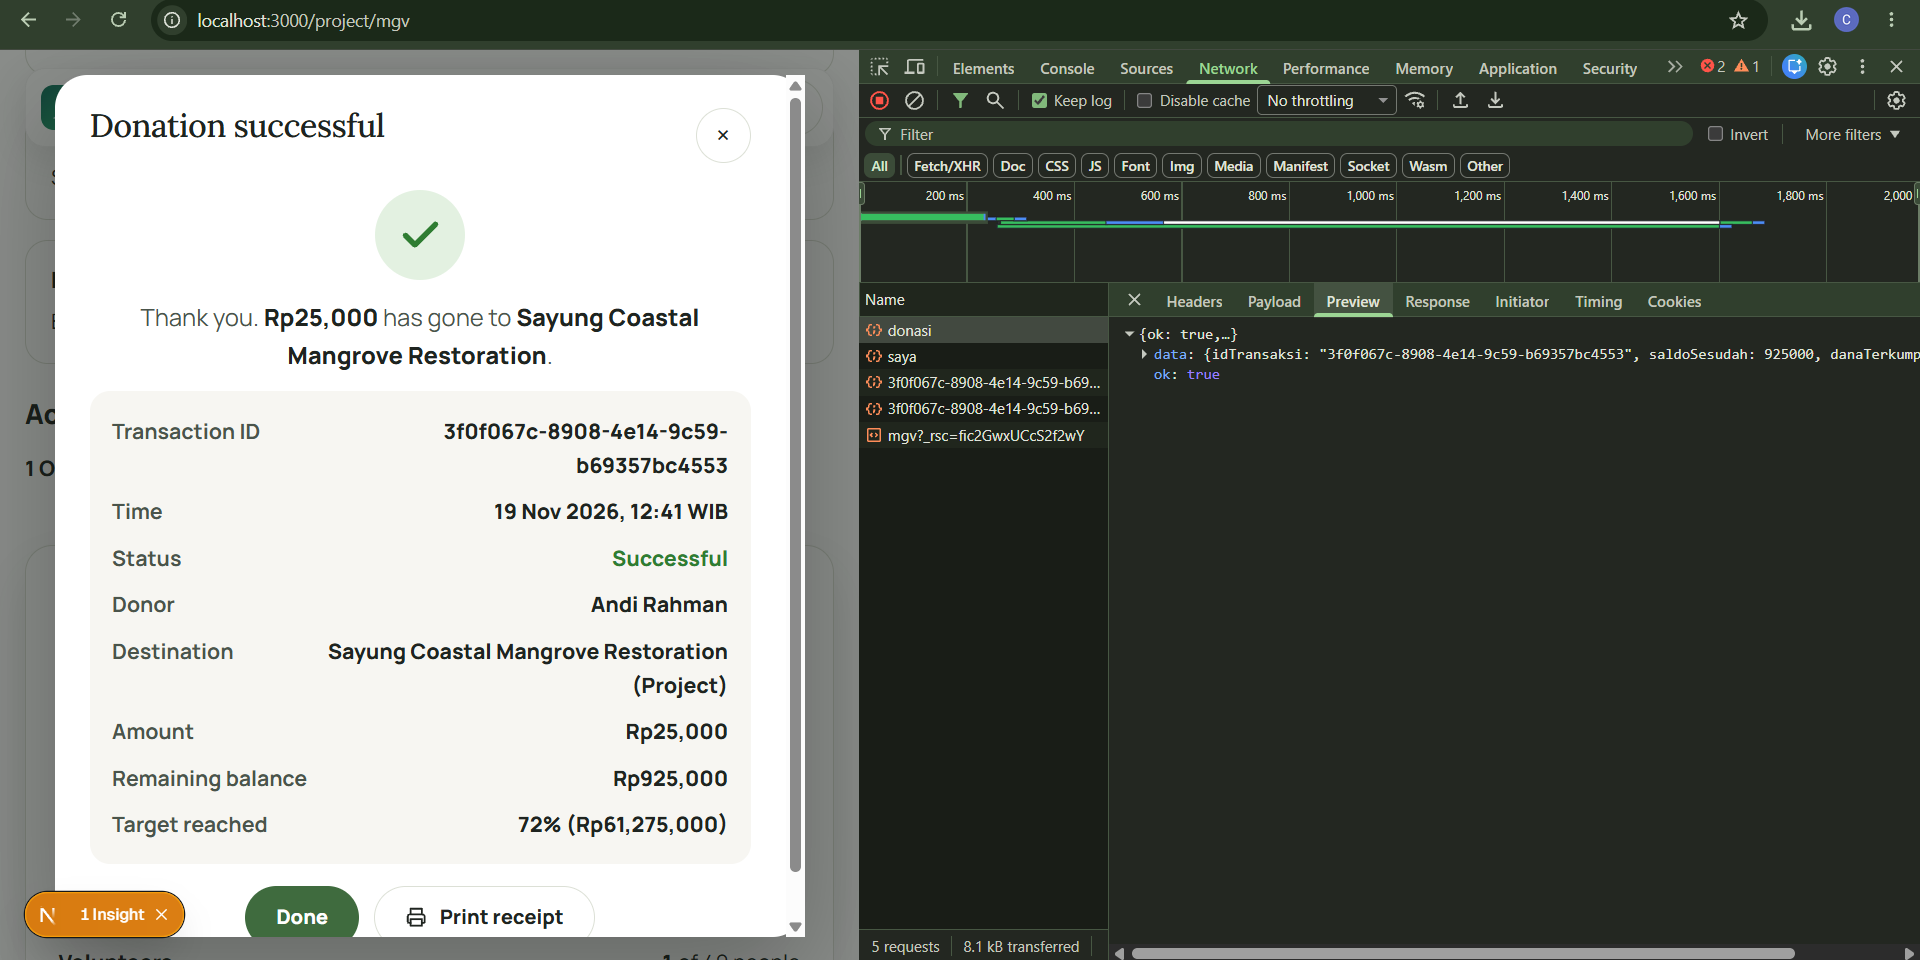 localhost:3000/project/mgv
C
Donation successful
Thank you. Rp25,000 has gone to Sayung Coastal
Mangrove Restoration.
Transaction ID
3f0f067c-8908-4e14-9c59-
b69357bc4553
Time
19 Nov 2026, 12:41 WIB
Status
Successful
Donor
Andi Rahman
Destination
Sayung Coastal Mangrove Restoration
(Project)
Amount
Rp25,000
Remaining balance
Rp925,000
Target reached
72% (Rp61,275,000)
Done
Print receipt
N
1 Insight
Elements
Console
Sources
Network
Performance
Memory
Application
Security
2
1
Keep log
Disable cache
No throttling
Filter
Invert
More filters
All
Fetch/XHR
Doc
CSS
JS
Font
Img
Media
Manifest
Socket
Wasm
Other
200 ms
400 ms
600 ms
800 ms
1,000 ms
1,200 ms
1,400 ms
1,600 ms
1,800 ms
2,000
Name
donasi
saya
3f0f067c-8908-4e14-9c59-b69...
3f0f067c-8908-4e14-9c59-b69...
mgv?_rsc=fic2GwxUCcS2f2wY
Headers
Payload
Preview
Response
Initiator
Timing
Cookies
{ok: true,…}
data: {idTransaksi: "3f0f067c-8908-4e14-9c59-b69357bc4553", saldoSesudah: 925000, danaTerkump
ok: true
5 requests
8.1 kB transferred